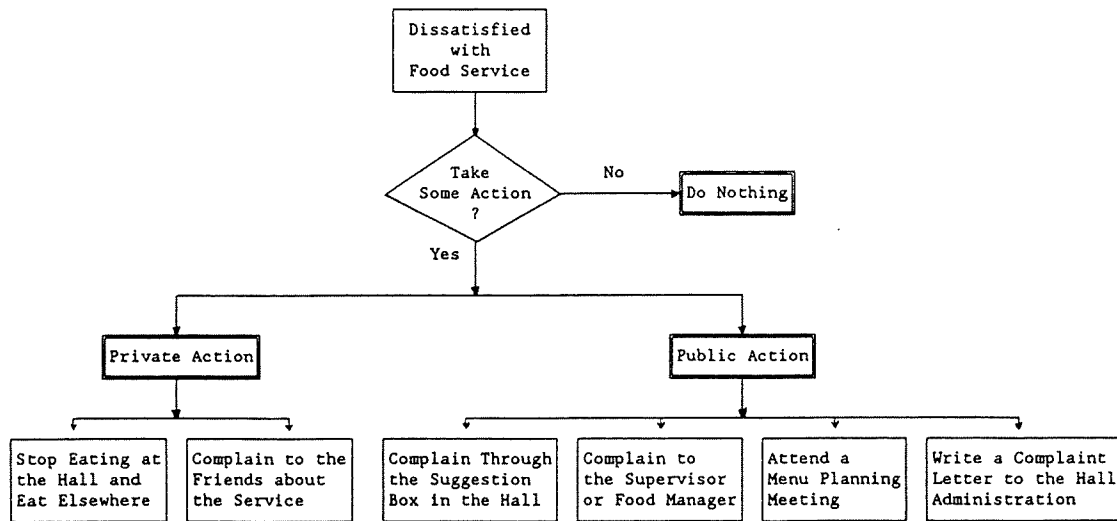 Dissatisfied
with
Food Service
Take
Some Action
?
No
Do Nothing
Yes
Private Action
Public Action
Stop Eating at
the Hall and
Eat Elsewhere
Complain to the
Friends about
the Service
Complain Through
the Suggestion
Box in the Hall
Complain to
the Supervisor
or Food Manager
Attend a
Menu Planning
Meeting
Write a Complaint
Letter to the Hall
Administration